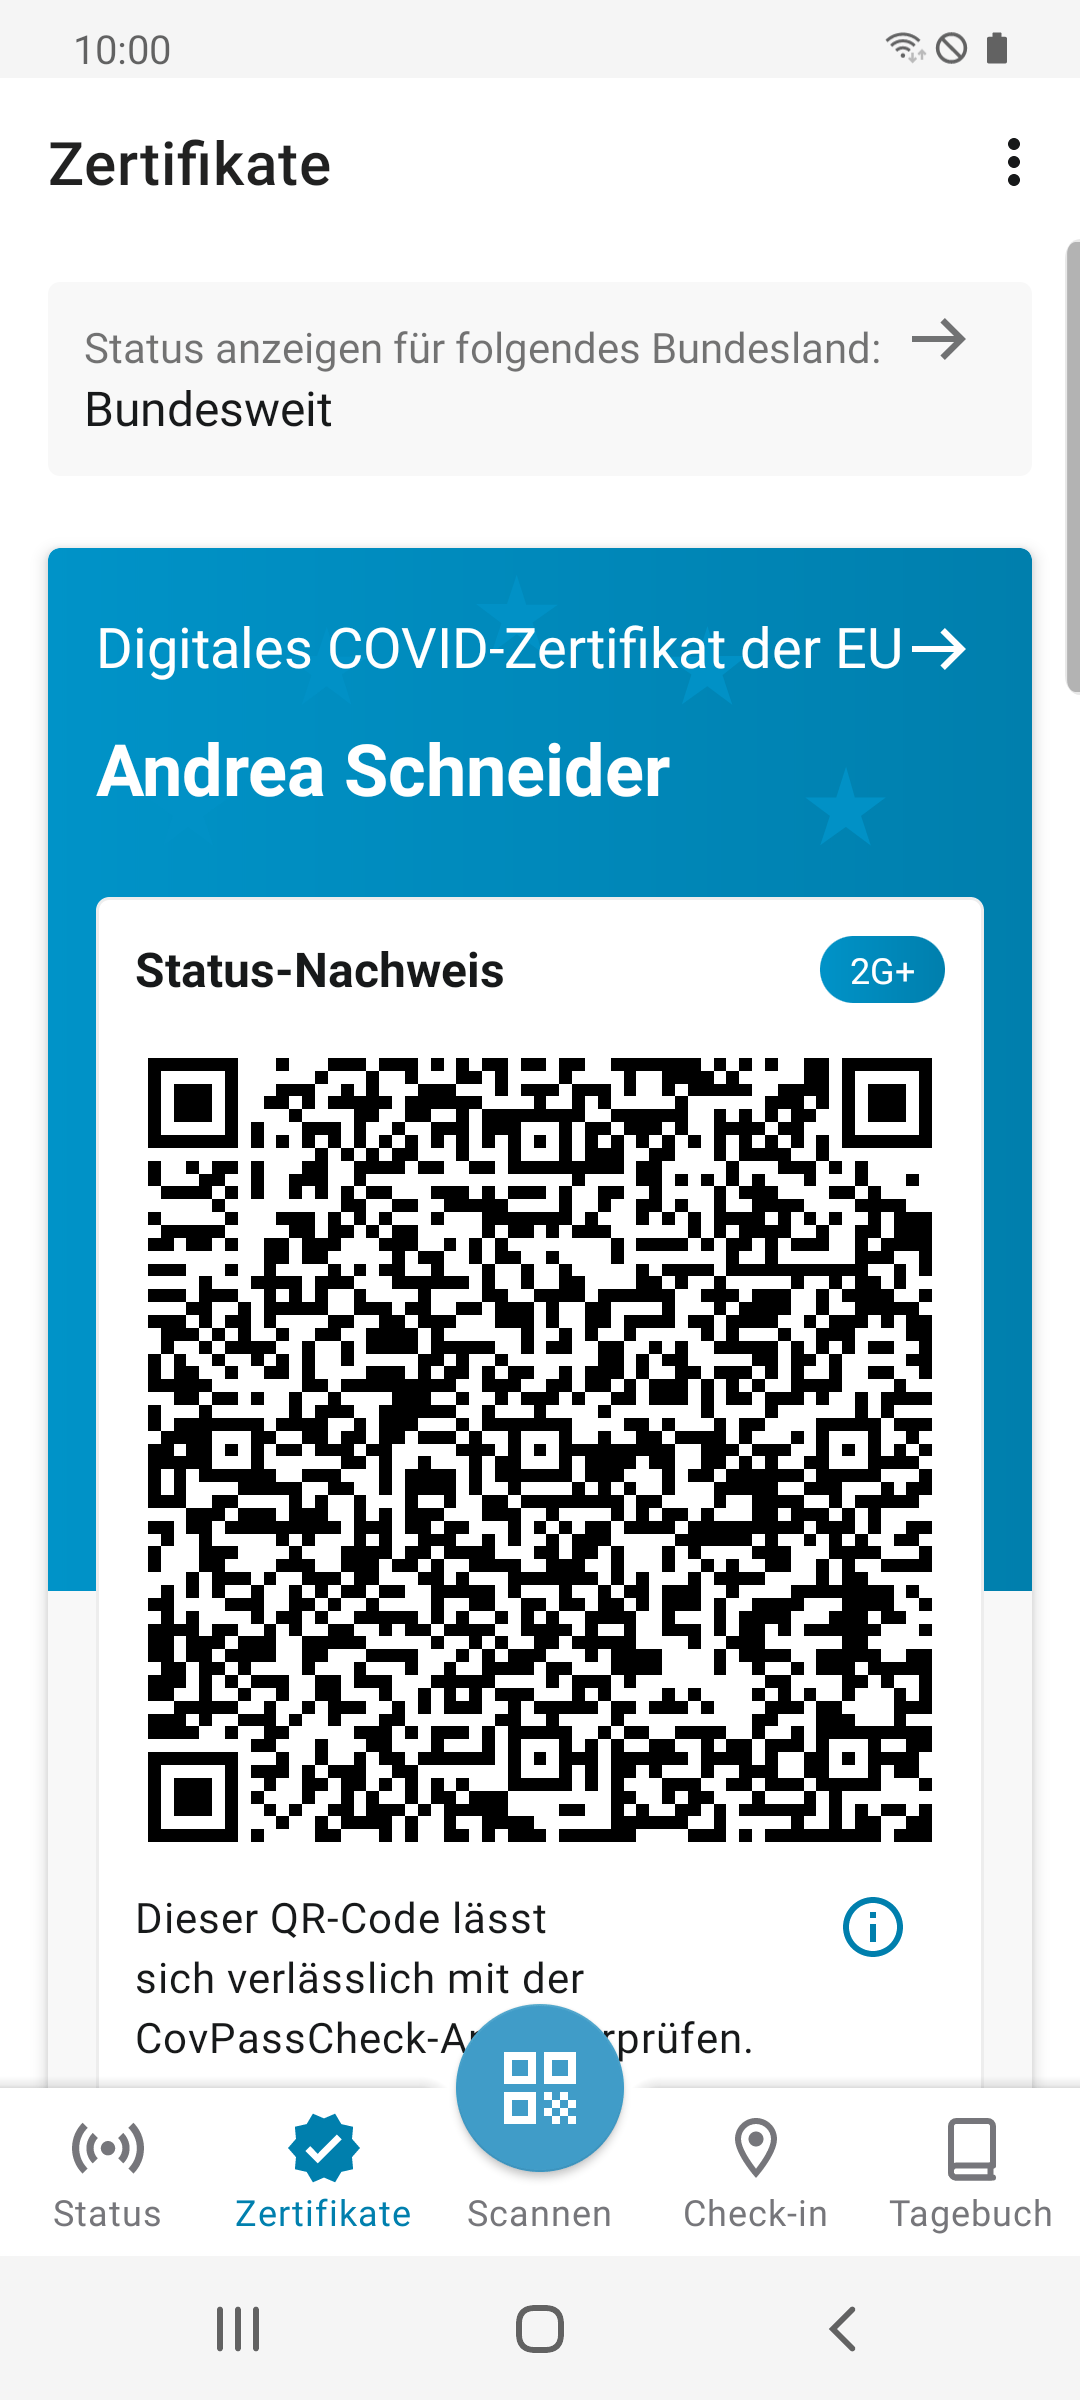 10:00
Zertifikate
Status anzeigen für folgendes Bundesland:
Bundesweit
Digitales COVID-Zertifikat der EU
Andrea Schneider
Status-Nachweis
2G+
Dieser QR-Code lässt
sich verlässlich mit der
rprüfen.
Status
Zertifikate
Scannen
Check-in
Tagebuch